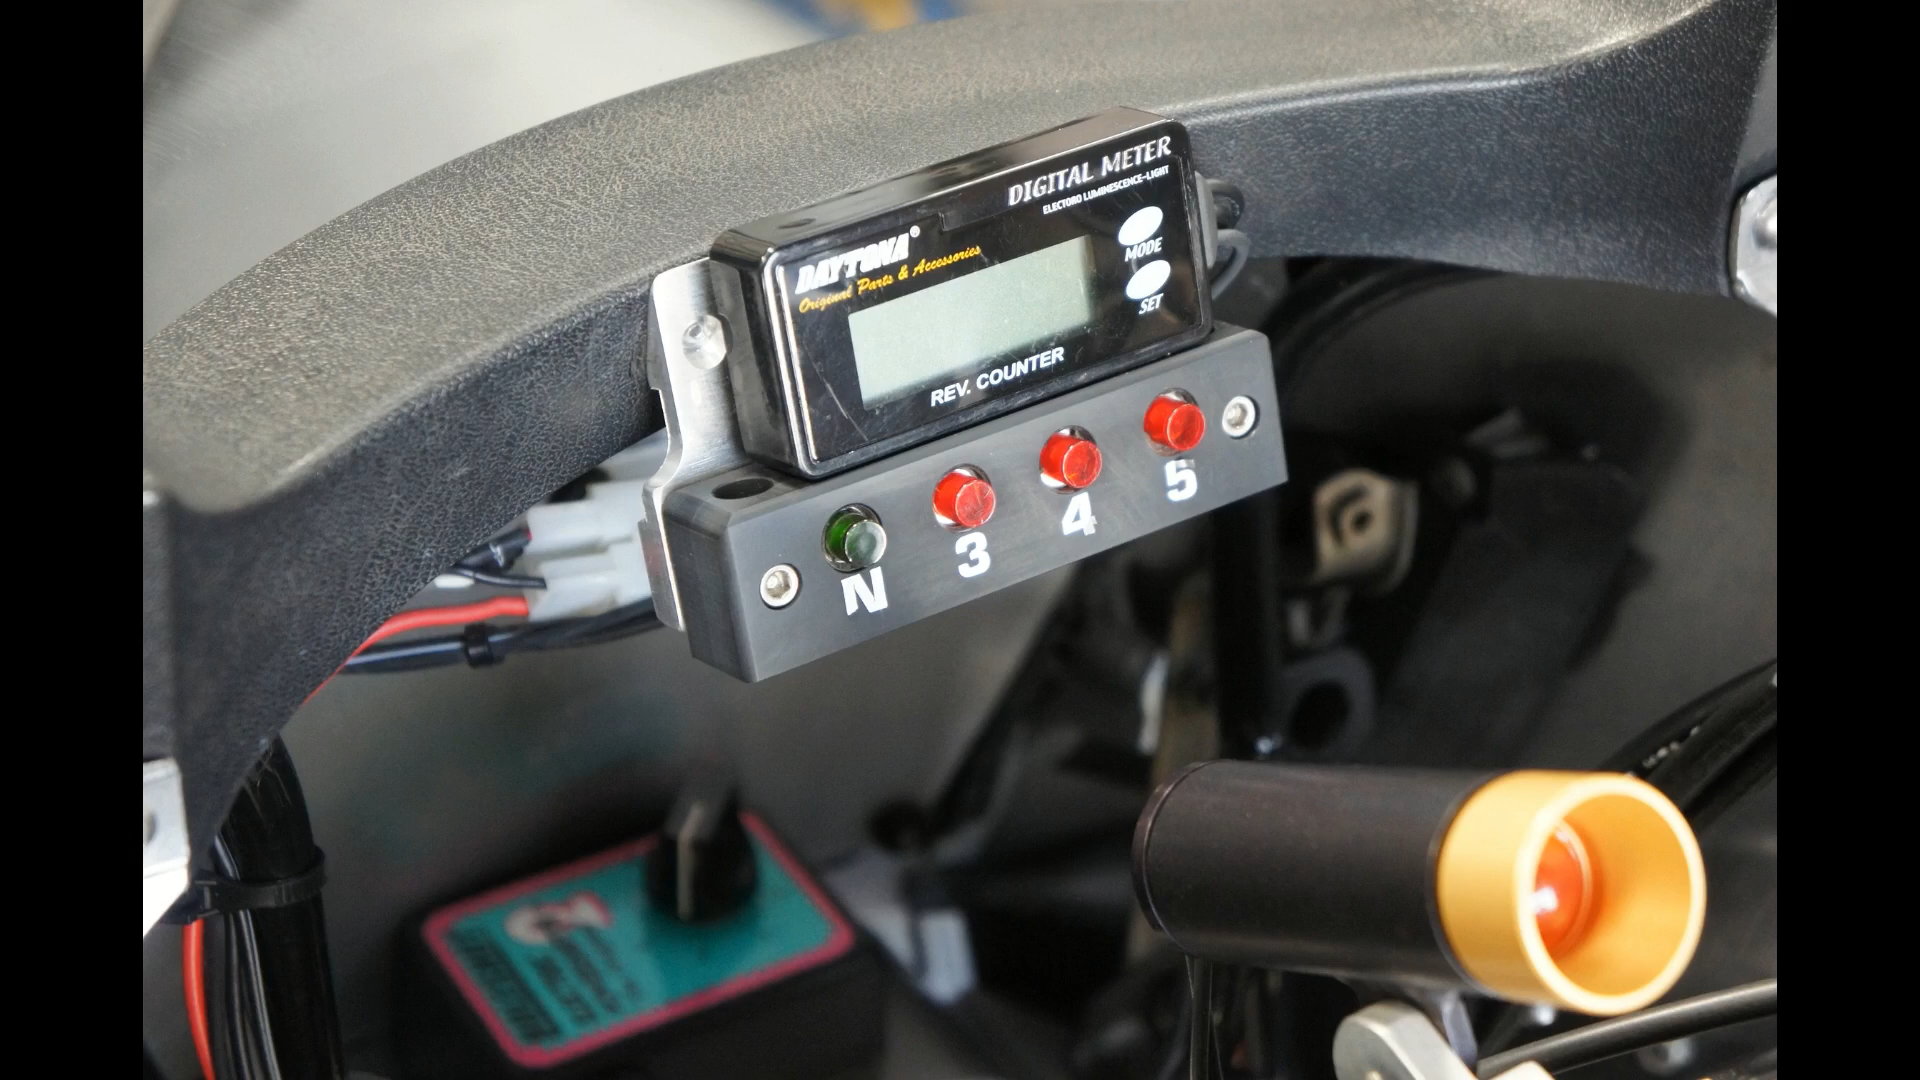 DIGITAL METER
ELECTORO LUMINESCENCE-LIGHT
DAYTONA®
Original Parts & Accessories
MODE
SET
REV. COUNTER
N 3 4 5